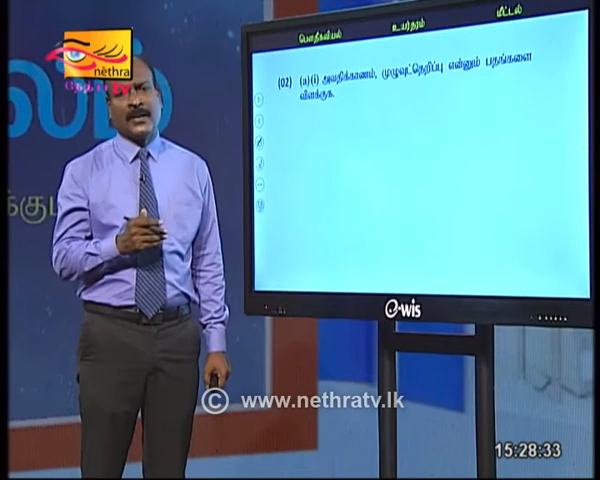 nethra
tv
பௌதிகவியல் உயர்தரம் மீட்டல்
(02) (a)(i) அவதிக்கோணம், முழுவுட்தெறிப்பு என்னும் பதங்களை
விளக்குக.
e-wis
© www.nethratv.lk
15:28:33